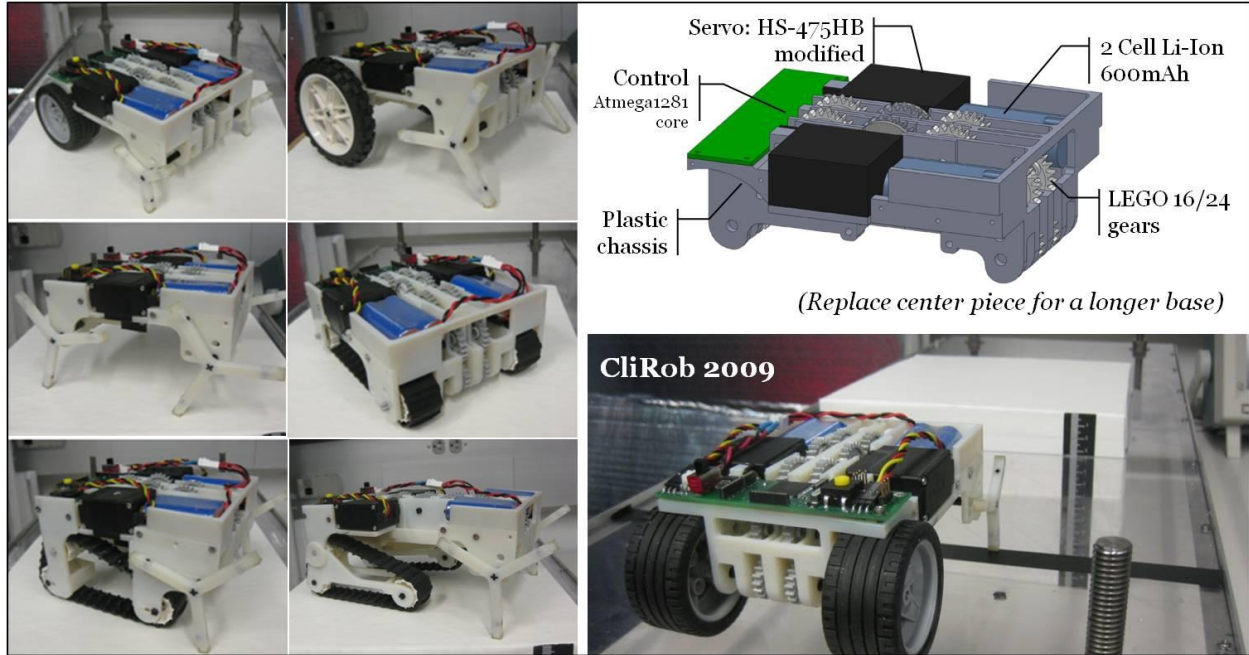 Servo: HS-475HB
modified
2 Cell Li-Ion
600mAh
Control
Atmega1281
core
Plastic
chassis
LEGO 16/24
gears
(Replace center piece for a longer base)
CliRob 2009